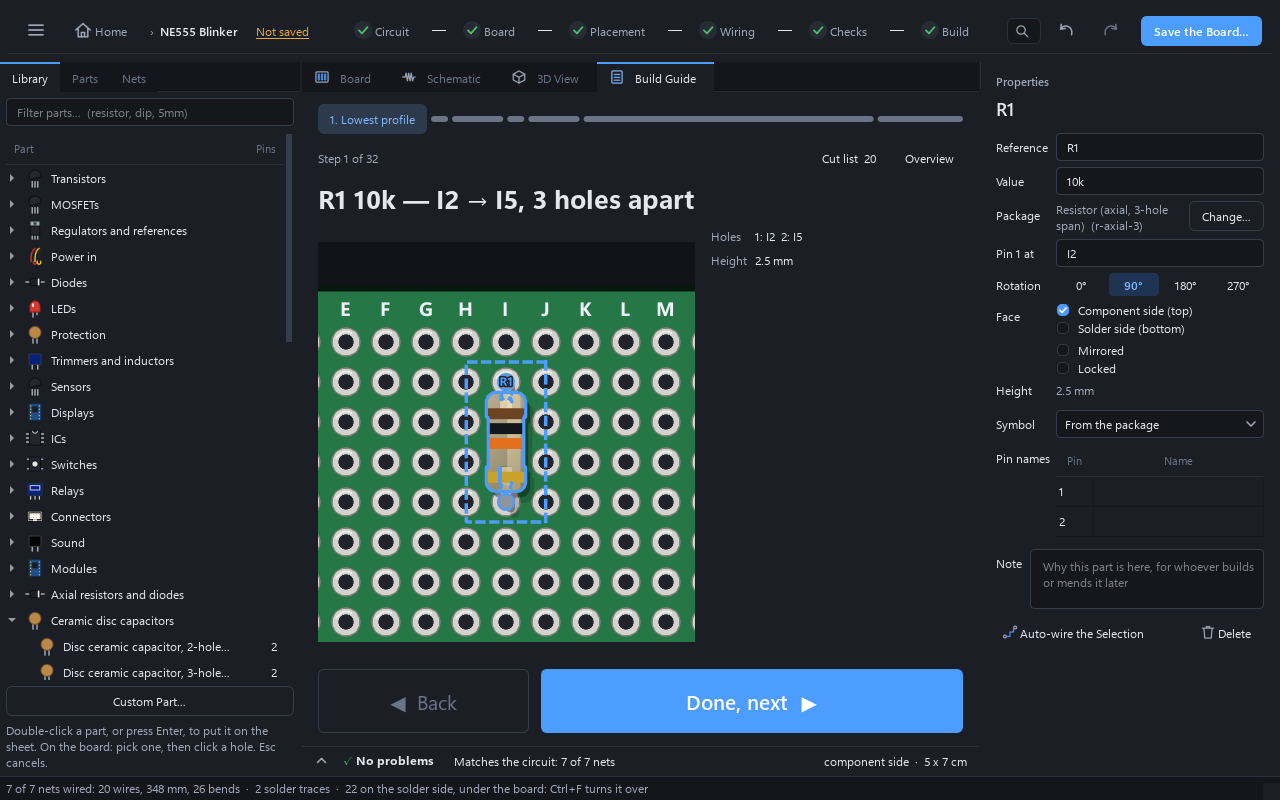 Home › NE555 Blinker Not saved Circuit Board Placement Wiring Checks Build Save the Board...
Library Parts Nets
Board Schematic 3D View Build Guide
Filter parts... (resistor, dip, 5mm)
Part Pins
Transistors
MOSFETs
Regulators and references
Power in
Diodes
LEDs
Protection
Trimmers and inductors
Sensors
Displays
ICs
Switches
Relays
Connectors
Sound
Modules
Axial resistors and diodes
Ceramic disc capacitors
Disc ceramic capacitor, 2-hole... 2
Disc ceramic capacitor, 3-hole... 2
Custom Part...
Double-click a part, or press Enter, to put it on the
sheet. On the board: pick one, then click a hole. Esc
cancels.
1. Lowest profile
Step 1 of 32 Cut list 20 Overview
R1 10k — I2 → I5, 3 holes apart
Holes 1: I2 2: I5
Height 2.5 mm
E F G H I J K L M
R1
◀ Back
Done, next ▶
✓ No problems Matches the circuit: 7 of 7 nets component side · 5 x 7 cm
Properties
R1
Reference R1
Value 10k
Package Resistor (axial, 3-hole
span) (r-axial-3) Change...
Pin 1 at I2
Rotation 0° 90° 180° 270°
Face Component side (top)
Solder side (bottom)
Mirrored
Locked
Height 2.5 mm
Symbol From the package
Pin names Pin Name
1
2
Note Why this part is here, for whoever builds
or mends it later
Auto-wire the Selection Delete
7 of 7 nets wired: 20 wires, 348 mm, 26 bends · 2 solder traces · 22 on the solder side, under the board: Ctrl+F turns it over